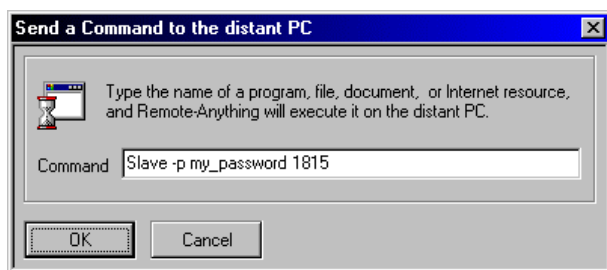 Send a Command to the distant PC
Type the name of a program, file, document, or Internet resource,
and Remote-Anything will execute it on the distant PC.
Command Slave -p my_password 1815
OK Cancel